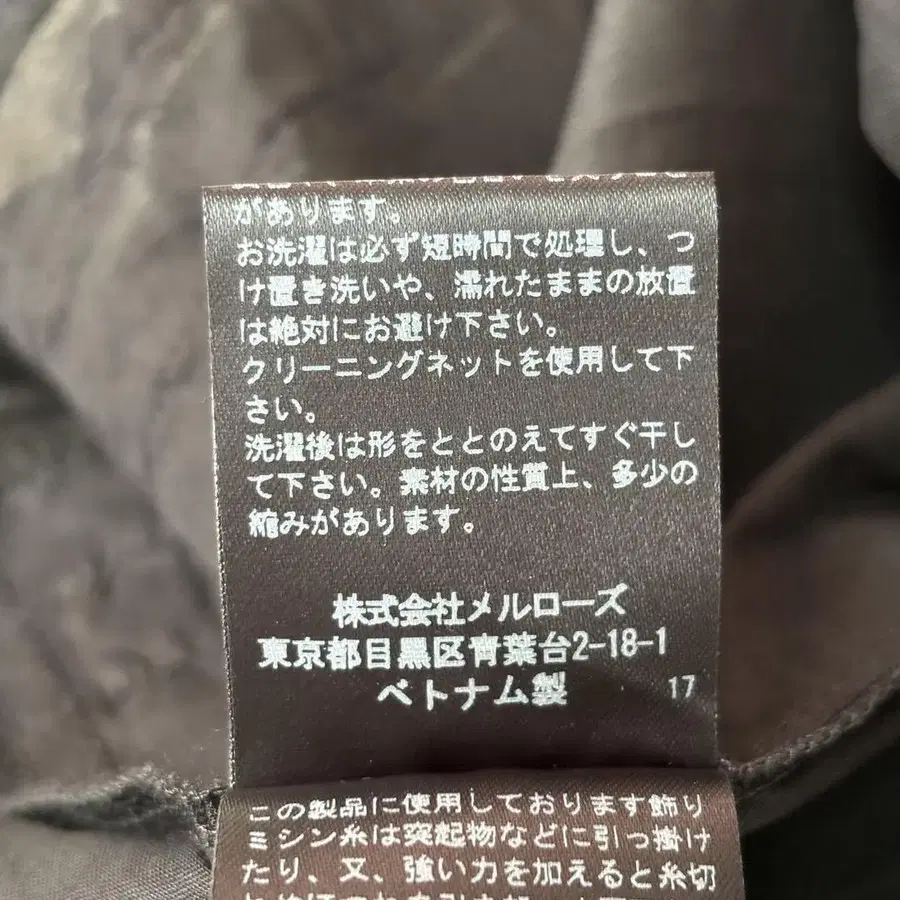 があります。
お洗濯は必ず短時間で処理し、つ
け置き洗いや、濡れたままの放置
は絶対にお避け下さい。
クリーニングネットを使用して下
さい。
洗濯後は形をととのえてすぐ干し
て下さい。素材の性質上、多少の
縮みがあります。
株式会社メルローズ
東京都目黒区青葉台2-18-1
ベトナム製 17
この製品に使用しております飾り
ミシン糸は突起物などに引っ掛け
たり、又、強い力を加えると糸切